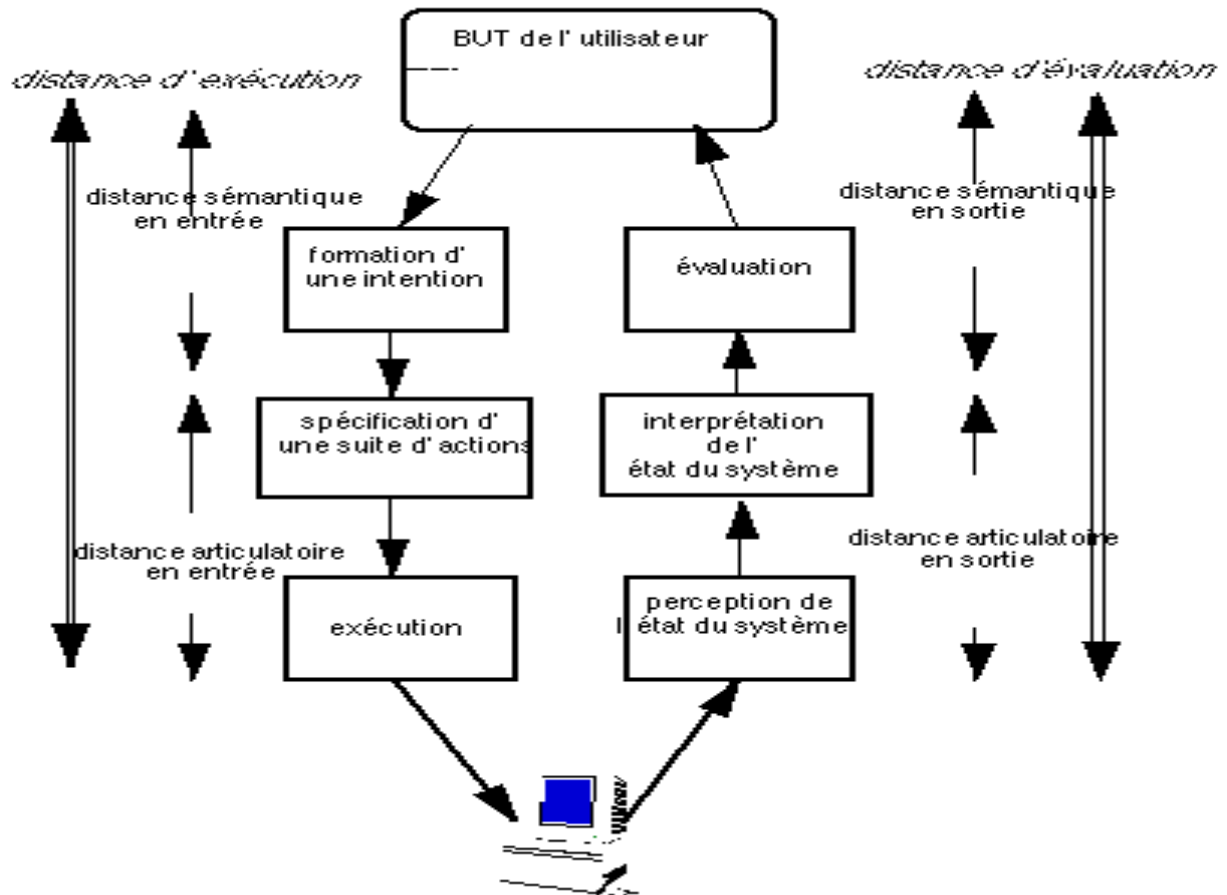 BUT de l' utilisateur
distance d' exécution
distance d'évaluation
distance sémantique
en entrée
distance sémantique
en sortie
formation d'
une intention
évaluation
spécification d'
une suite d' actions
interprétation
de l'
état du système
distance articulatoire
en entrée
distance articulatoire
en sortie
exécution
perception de
l' état du système